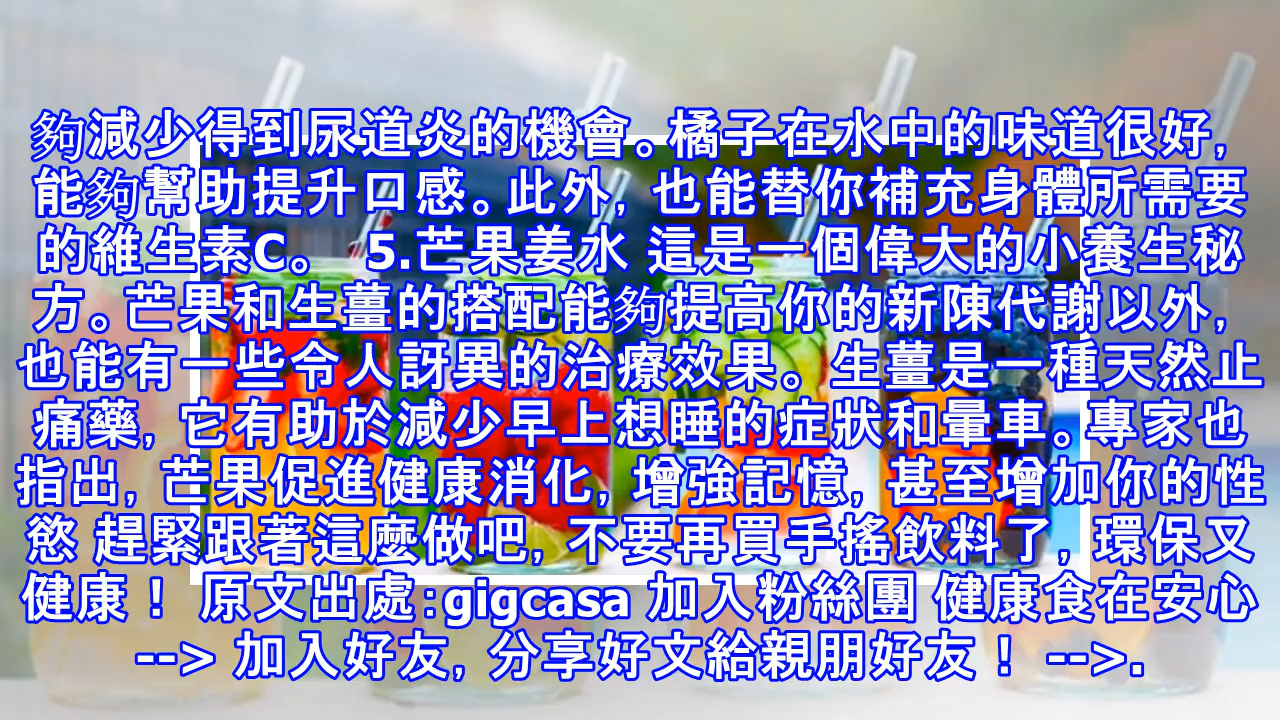 夠減少得到尿道炎的機會。橘子在水中的味道很好,
能夠幫助提升口感。此外, 也能替你補充身體所需要
的維生素C。 5.芒果姜水 這是一個偉大的小養生秘
方。芒果和生薑的搭配能夠提高你的新陳代謝以外,
也能有一些令人訝異的治療效果。生薑是一種天然止
痛藥, 它有助於減少早上想睡的症狀和暈車。專家也
指出, 芒果促進健康消化, 增強記憶, 甚至增加你的性
慾 趕緊跟著這麼做吧, 不要再買手搖飲料了, 環保又
健康！ 原文出處:gigcasa 加入粉絲團 健康食在安心
--> 加入好友, 分享好文給親朋好友！ -->.